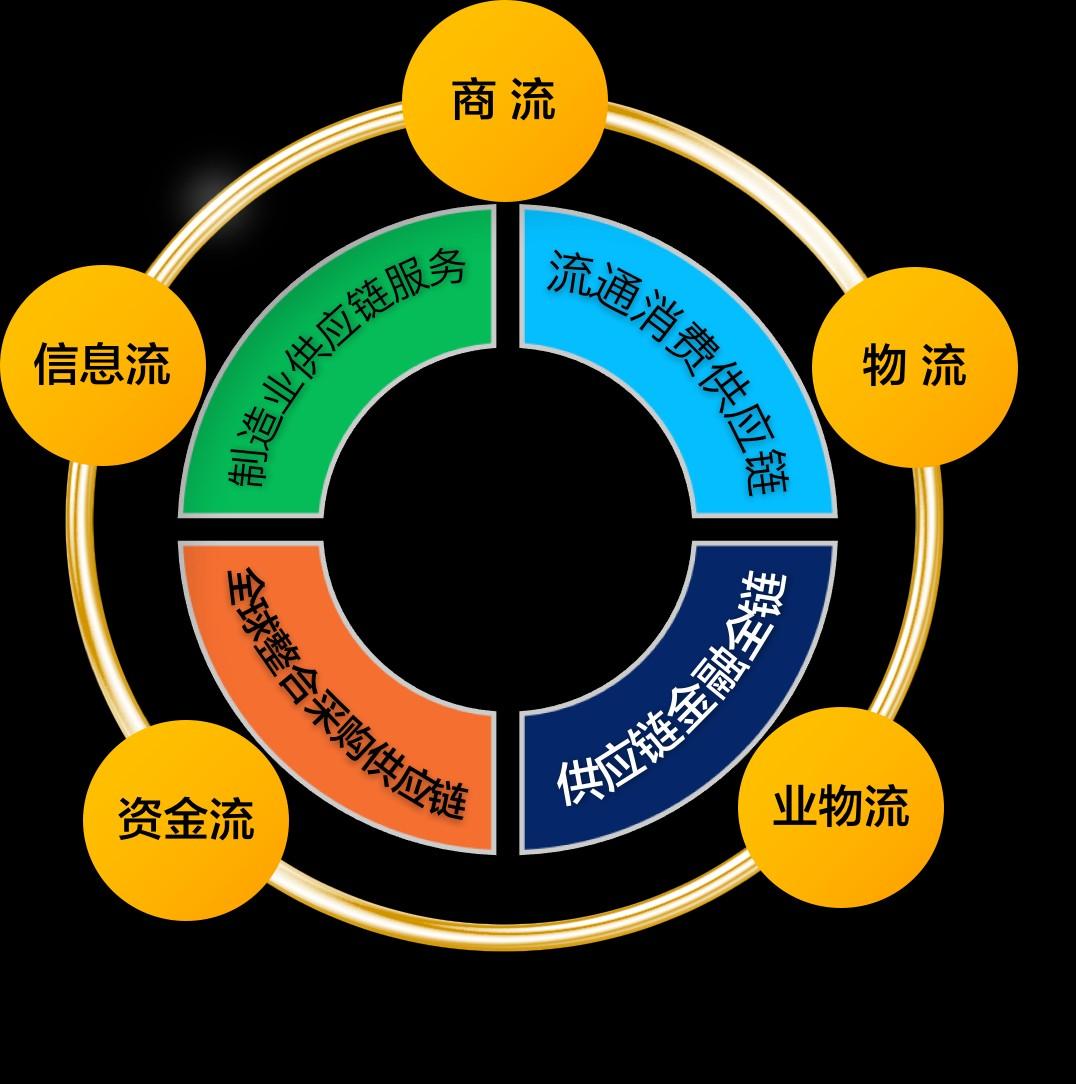 商 流
信息流
物 流
制造业供应链服务
流通消费供应链
全球整合采购供应链
供应链金融全链
资金流
业物流